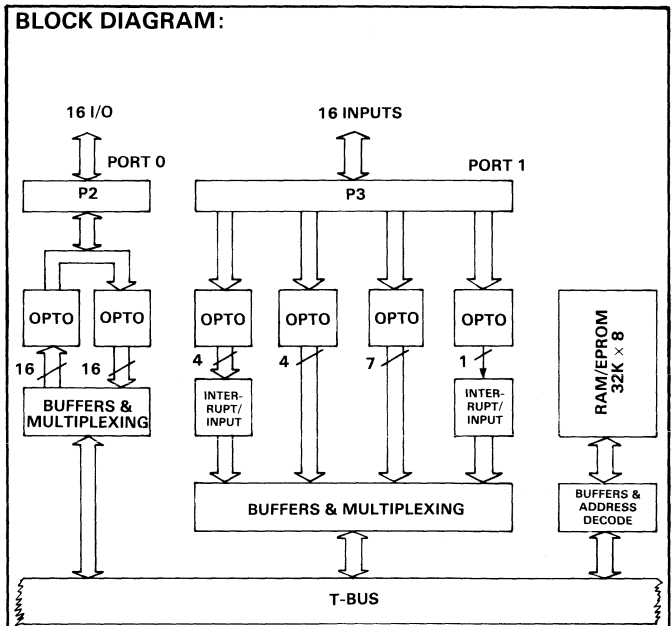 BLOCK DIAGRAM:
16 I/O
16 INPUTS
PORT 0
PORT 1
P2
P3
OPTO
OPTO
OPTO
OPTO
OPTO
OPTO
RAM/EPROM
32K × 8
16
16
4
4
7
1
BUFFERS &
MULTIPLEXING
INTER-
RUPT/
INPUT
INTER-
RUPT/
INPUT
BUFFERS & MULTIPLEXING
BUFFERS &
ADDRESS
DECODE
T-BUS